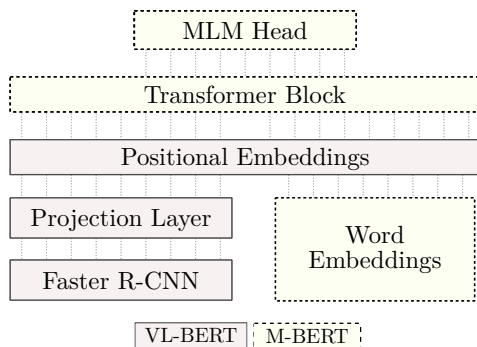 MLM Head
Transformer Block
Positional Embeddings
Projection Layer
Faster R-CNN
Word
Embeddings
VL-BERT
M-BERT